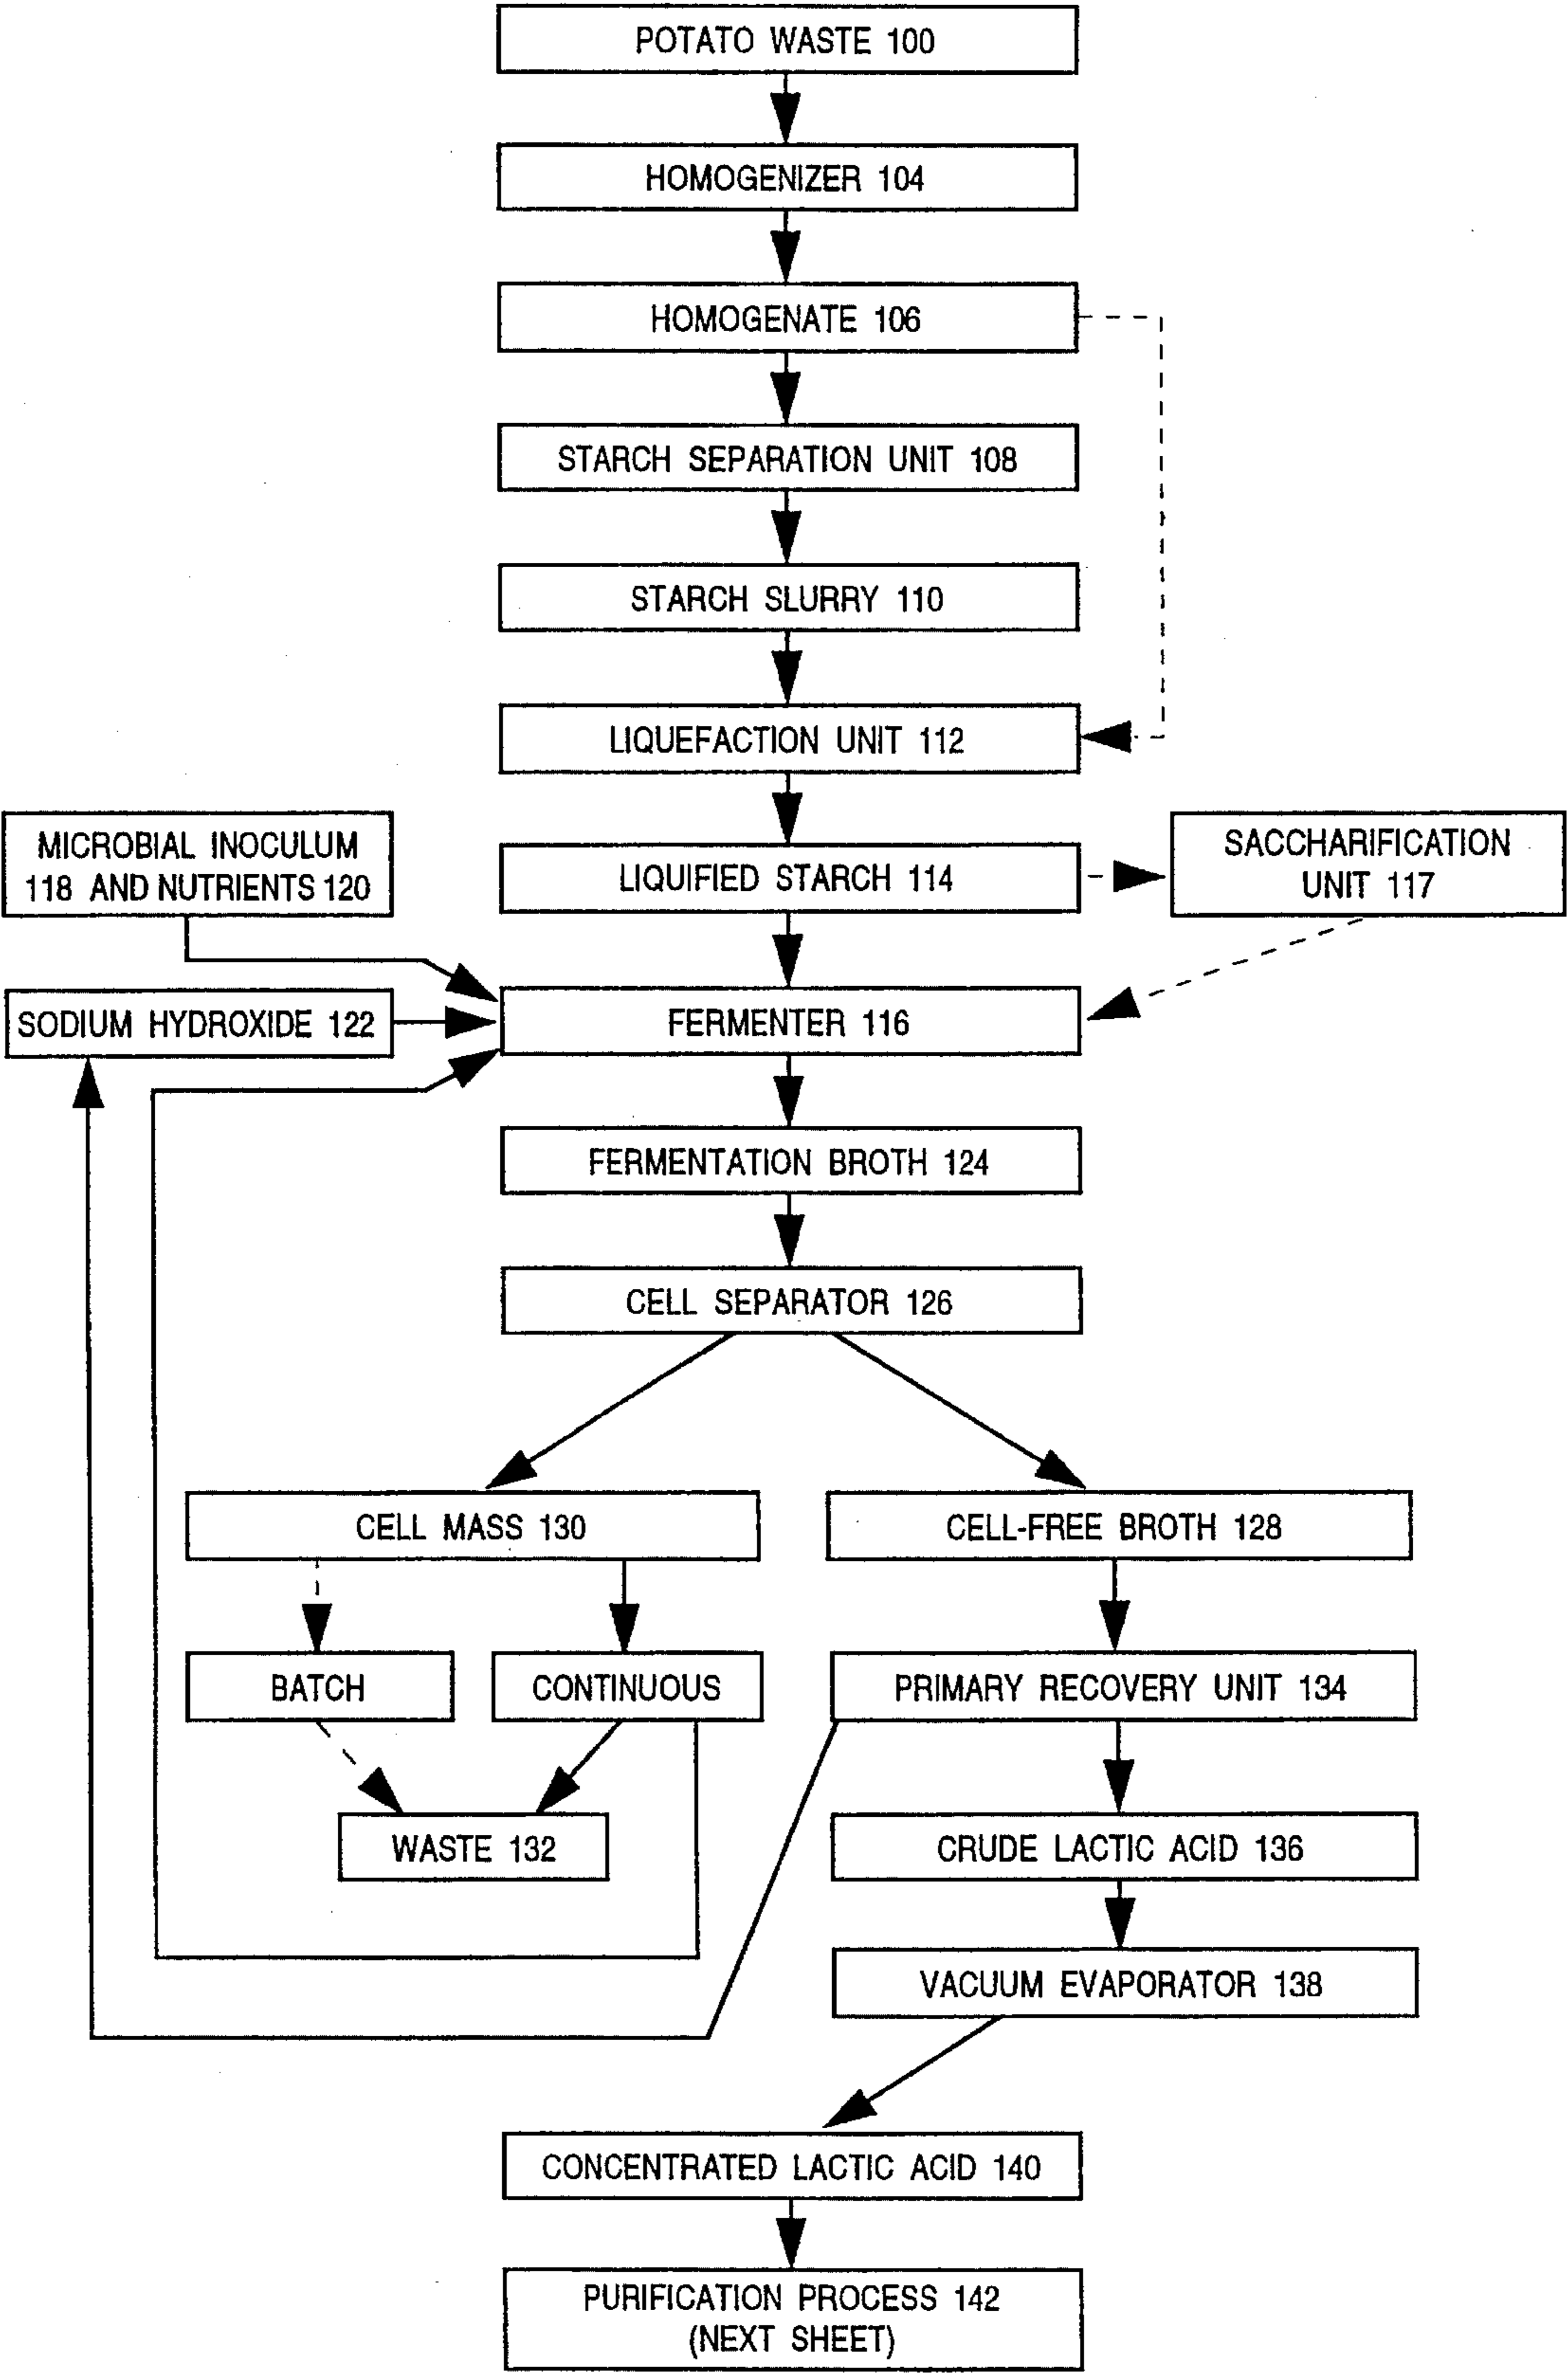 POTATO WASTE 100
HOMOGENIZER 104
HOMOGENATE 106
STARCH SEPARATION UNIT 108
STARCH SLURRY 110
LIQUEFACTION UNIT 112
MICROBIAL INOCULUM
118 AND NUTRIENTS 120
LIQUIFIED STARCH 114
SACCHARIFICATION
UNIT 117
SODIUM HYDROXIDE 122
FERMENTER 116
FERMENTATION BROTH 124
CELL SEPARATOR 126
CELL MASS 130
CELL-FREE BROTH 128
BATCH
CONTINUOUS
PRIMARY RECOVERY UNIT 134
WASTE 132
CRUDE LACTIC ACID 136
VACUUM EVAPORATOR 138
CONCENTRATED LACTIC ACID 140
PURIFICATION PROCESS 142
(NEXT SHEET)